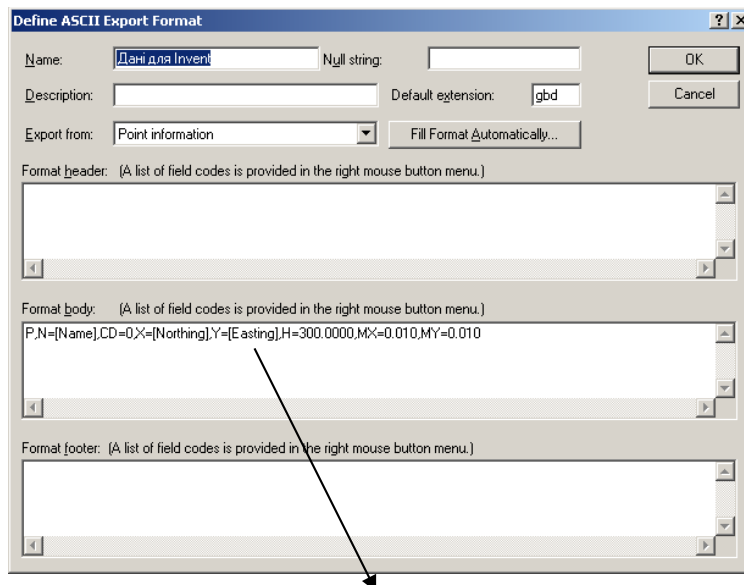 Define ASCII Export Format
Name: Дані для Invent Null string: OK
Description: Default extension: gbd Cancel
Export from: Point information Fill Format Automatically...
Format header: (A list of field codes is provided in the right mouse button menu.)
Format body: (A list of field codes is provided in the right mouse button menu.)
P,N=[Name],CD=0,X=[Northing],Y=[Easting],H=300.0000,MX=0.010,MY=0.010
Format footer: (A list of field codes is provided in the right mouse button menu.)